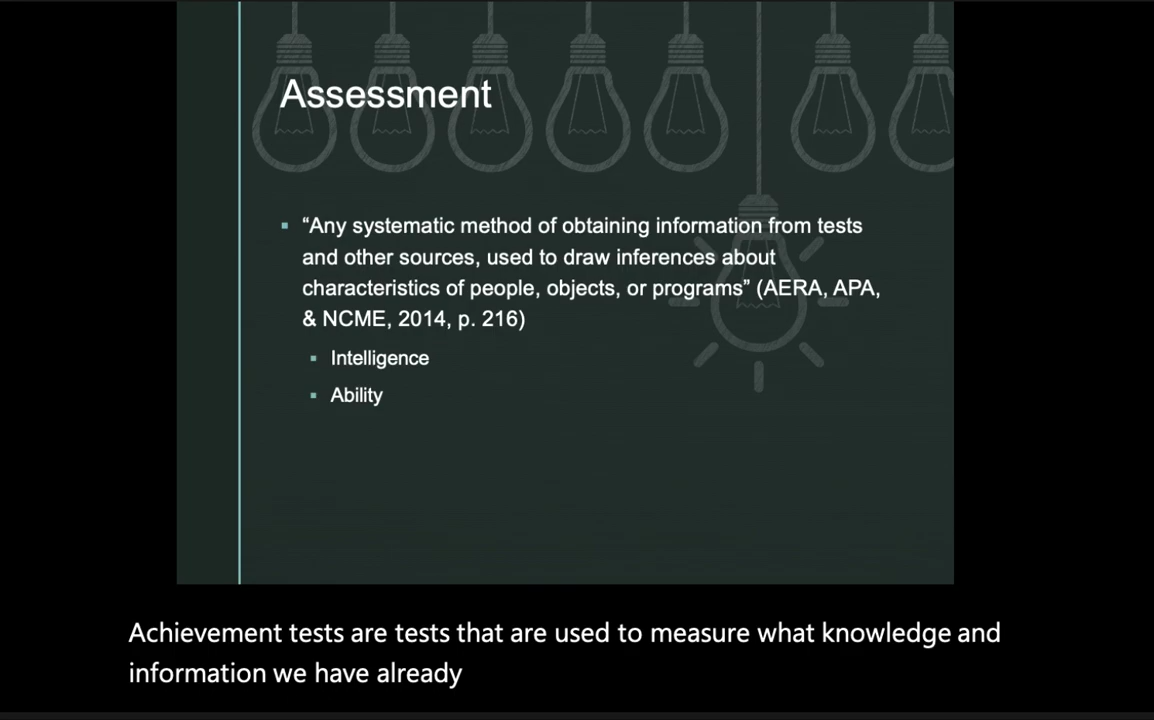 Assessment
▪ “Any systematic method of obtaining information from tests
and other sources, used to draw inferences about
characteristics of people, objects, or programs” (AERA, APA,
& NCME, 2014, p. 216)
▪ Intelligence
▪ Ability
Achievement tests are tests that are used to measure what knowledge and
information we have already